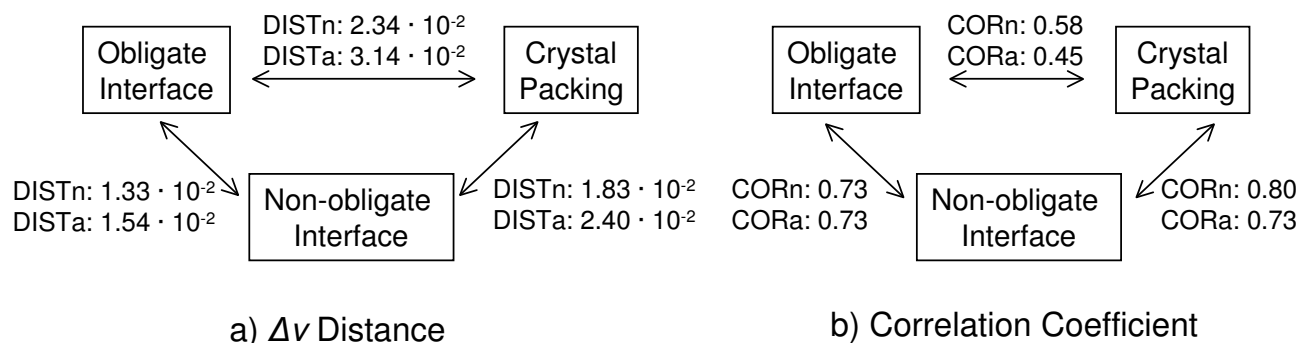 DISTn: 2.34 · 10⁻²
DISTa: 3.14 · 10⁻²
Obligate
Interface
Crystal
Packing
DISTn: 1.33 · 10⁻²
DISTa: 1.54 · 10⁻²
Non-obligate
Interface
DISTn: 1.83 · 10⁻²
DISTa: 2.40 · 10⁻²
a) Δv Distance
CORn: 0.58
CORa: 0.45
Obligate
Interface
Crystal
Packing
CORn: 0.73
CORa: 0.73
Non-obligate
Interface
CORn: 0.80
CORa: 0.73
b) Correlation Coefficient